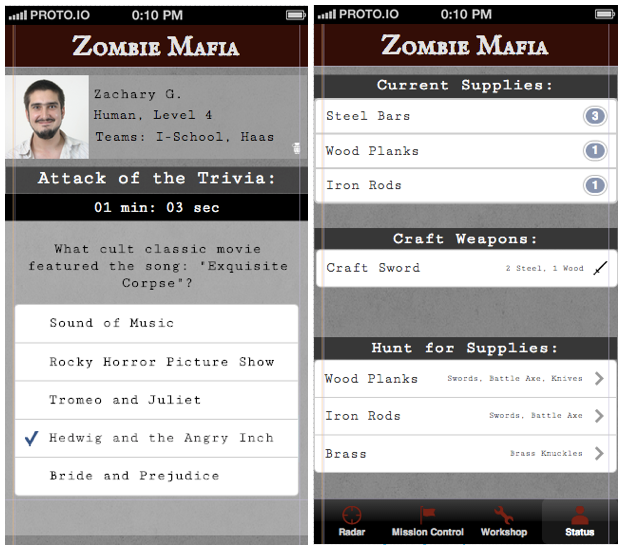 PROTO.IO 0:10 PM
Zombie Mafia
Zachary G.
Human, Level 4
Teams: I-School, Haas
Attack of the Trivia:
01 min: 03 sec
What cult classic movie
featured the song: "Exquisite
Corpse"?
Sound of Music
Rocky Horror Picture Show
Tromeo and Juliet
Hedwig and the Angry Inch
Bride and Prejudice
PROTO.IO 0:10 PM
Zombie Mafia
Current Supplies:
Steel Bars 3
Wood Planks 1
Iron Rods 1
Craft Weapons:
Craft Sword 2 Steel, 1 Wood
Hunt for Supplies:
Wood Planks Swords, Battle Axe, Knives
Iron Rods Swords, Battle Axe
Brass Brass Knuckles
Radar Mission Control Workshop Status